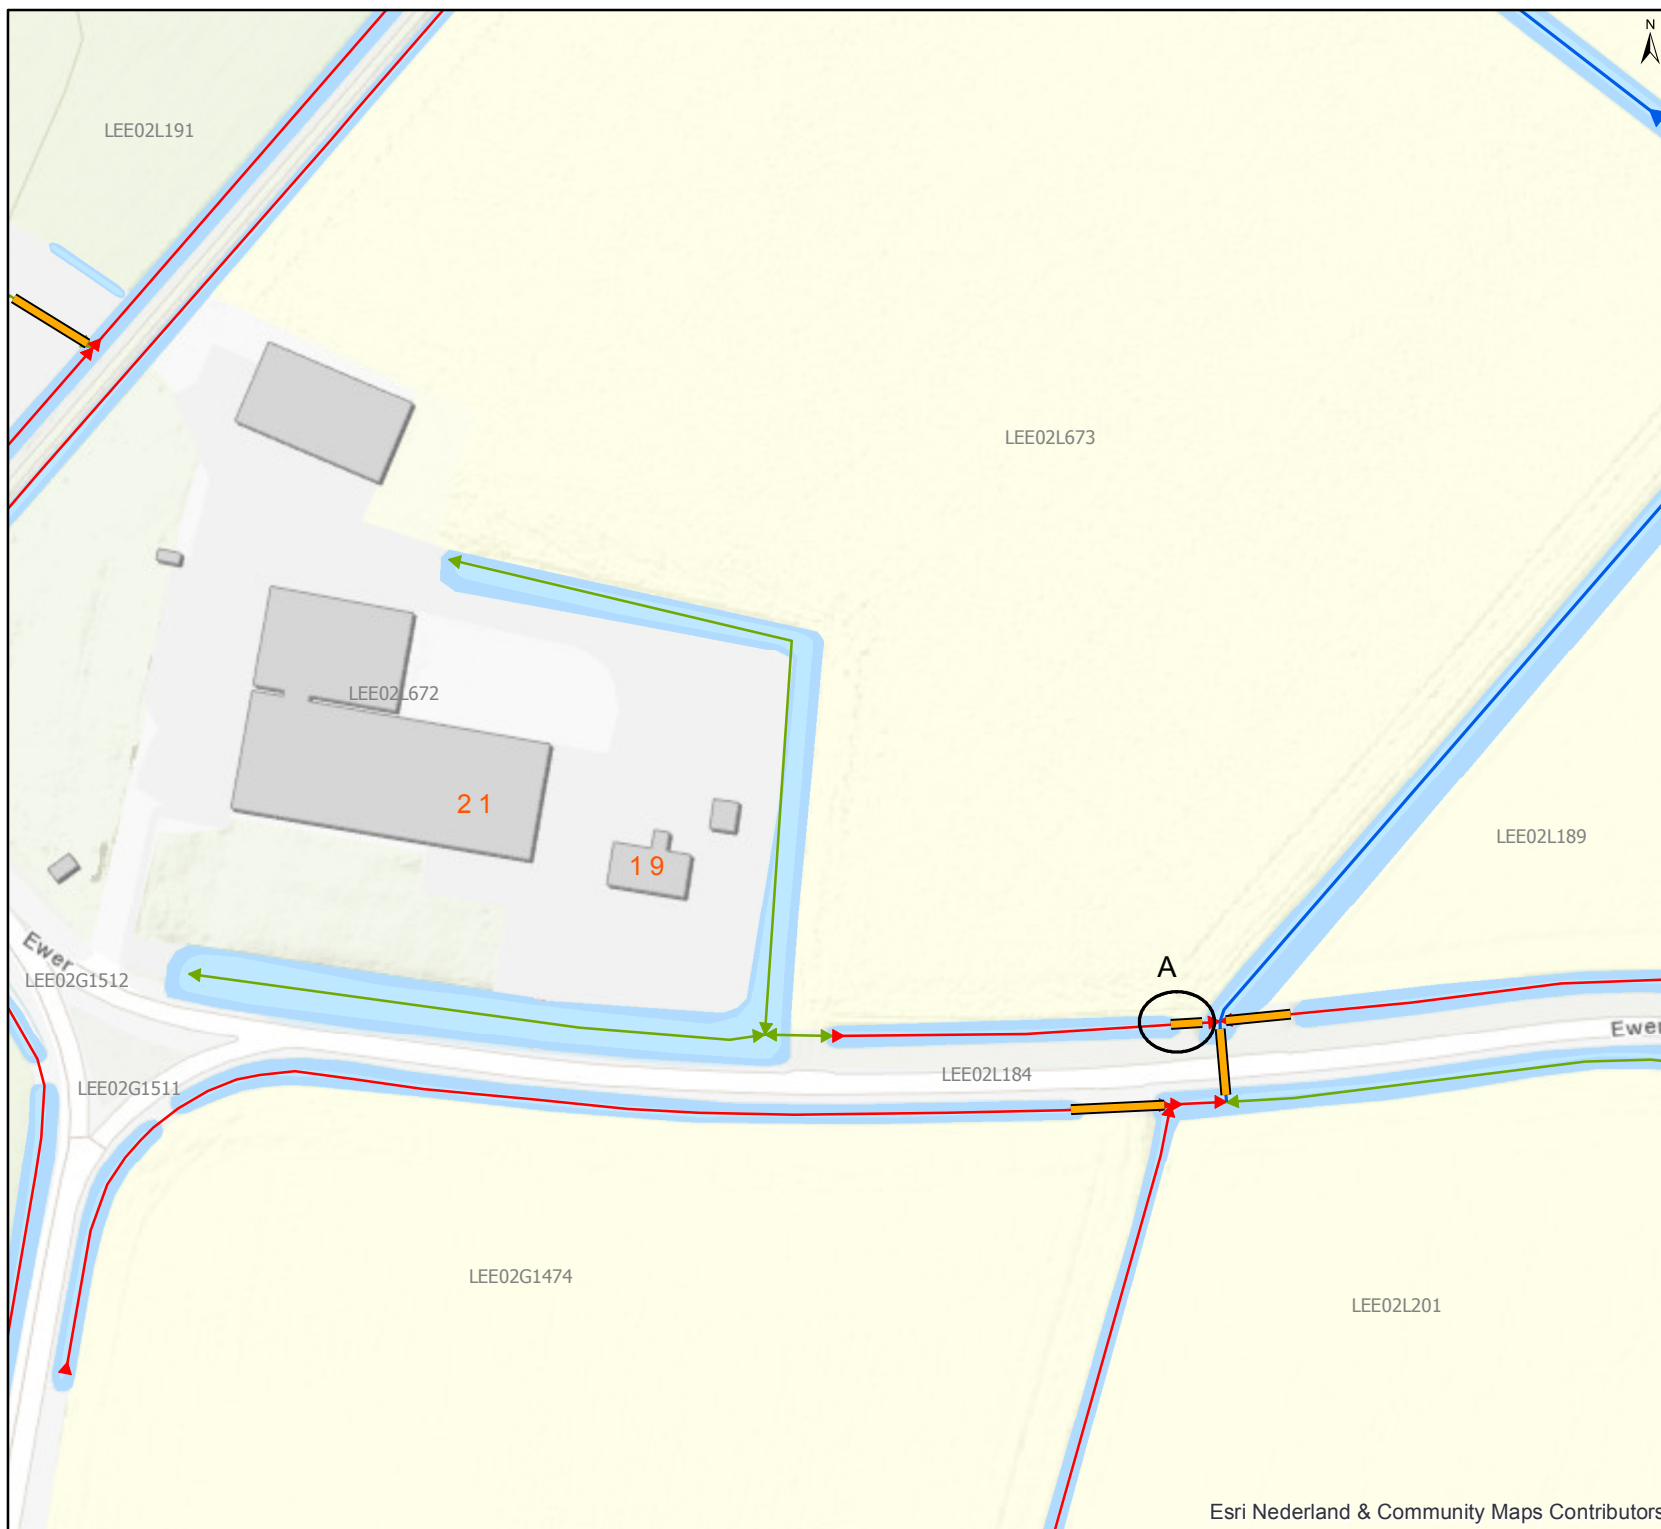 N
LEE02L191
LEE02L673
LEE02L672
21
LEE02L189
19
Ewer
A
LEE02G1512
Ewer
LEE02L184
LEE02G1511
LEE02G1474
LEE02L201
Esri Nederland & Community Maps Contributors